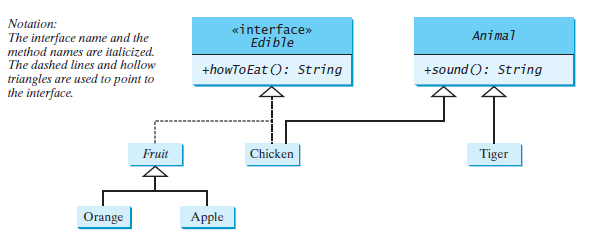 Notation:
The interface name and the
method names are italicized.
The dashed lines and hollow
triangles are used to point to
the interface.
«interface»
Edible
+howToEat(): String
Animal
+sound(): String
Fruit
Chicken
Tiger
Orange
Apple